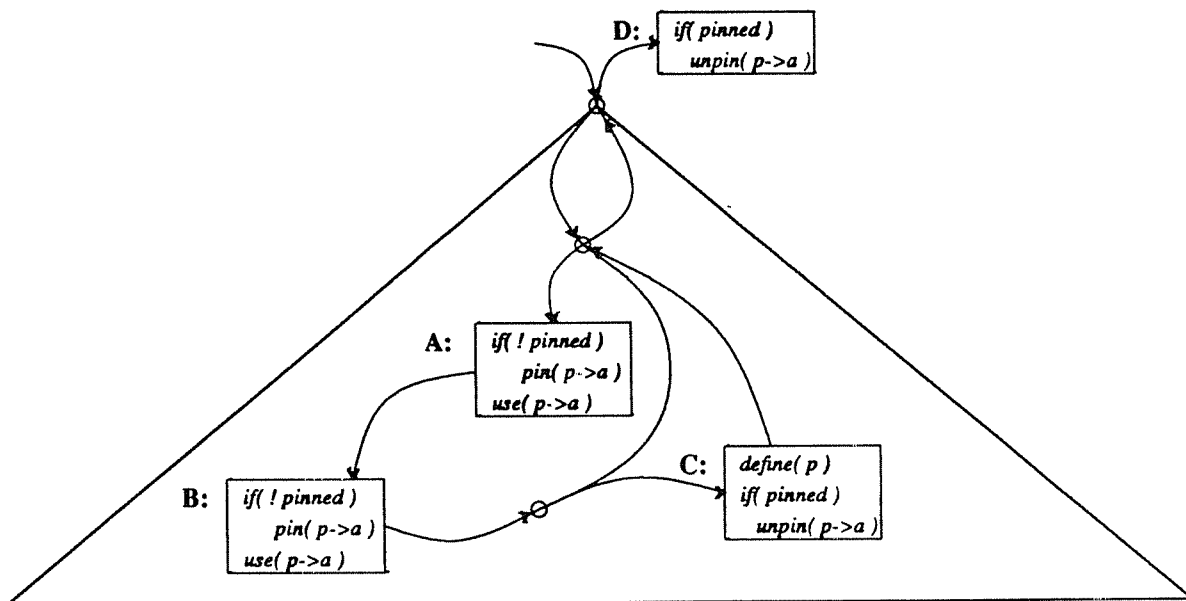 D:
if( pinned )
unpin( p->a )
A:
if( ! pinned )
pin( p->a )
use( p->a )
B:
if( ! pinned )
pin( p->a )
use( p->a )
C:
define( p )
if( pinned )
unpin( p->a )